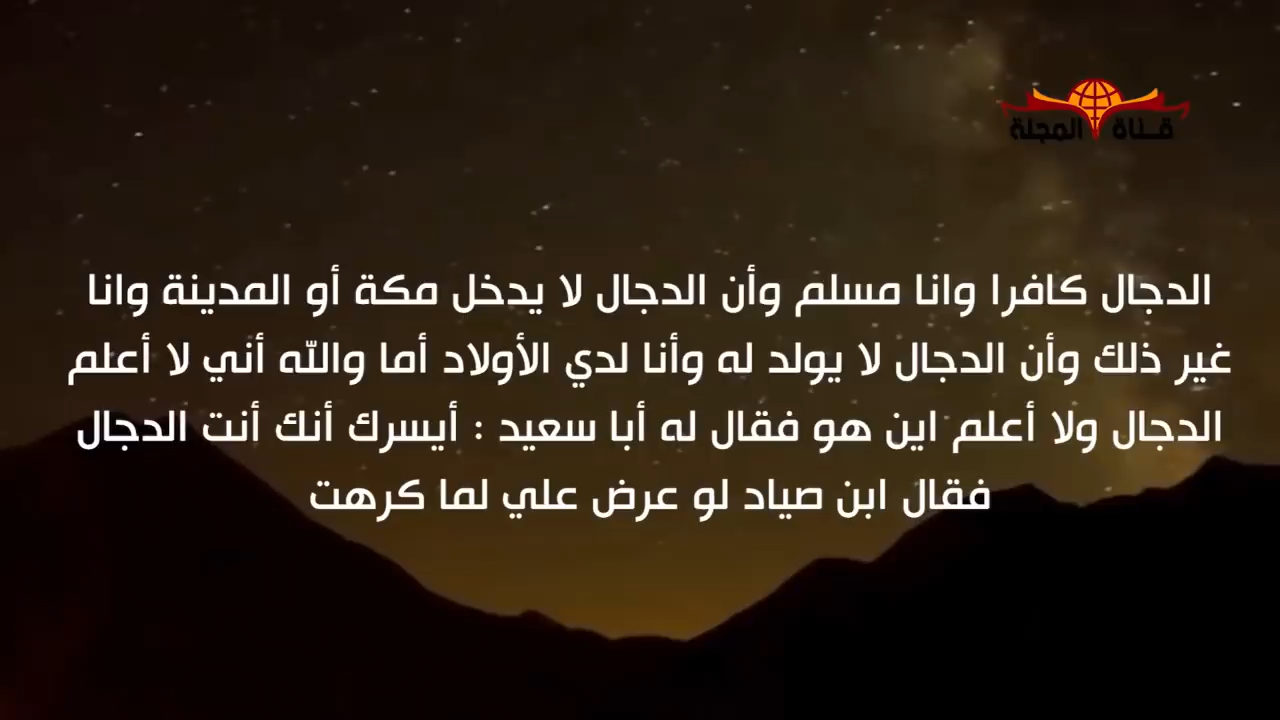 قناة المجلة
الدجال كافرا وانا مسلم وأن الدجال لا يدخل مكة أو المدينة وانا
غير ذلك وأن الدجال لا يولد له وأنا لدي الأولاد أما والله أني لا أعلم
الدجال ولا أعلم اين هو فقال له أبا سعيد : أيسرك أنك أنت الدجال
فقال ابن صياد لو عرض علي لما كرهت